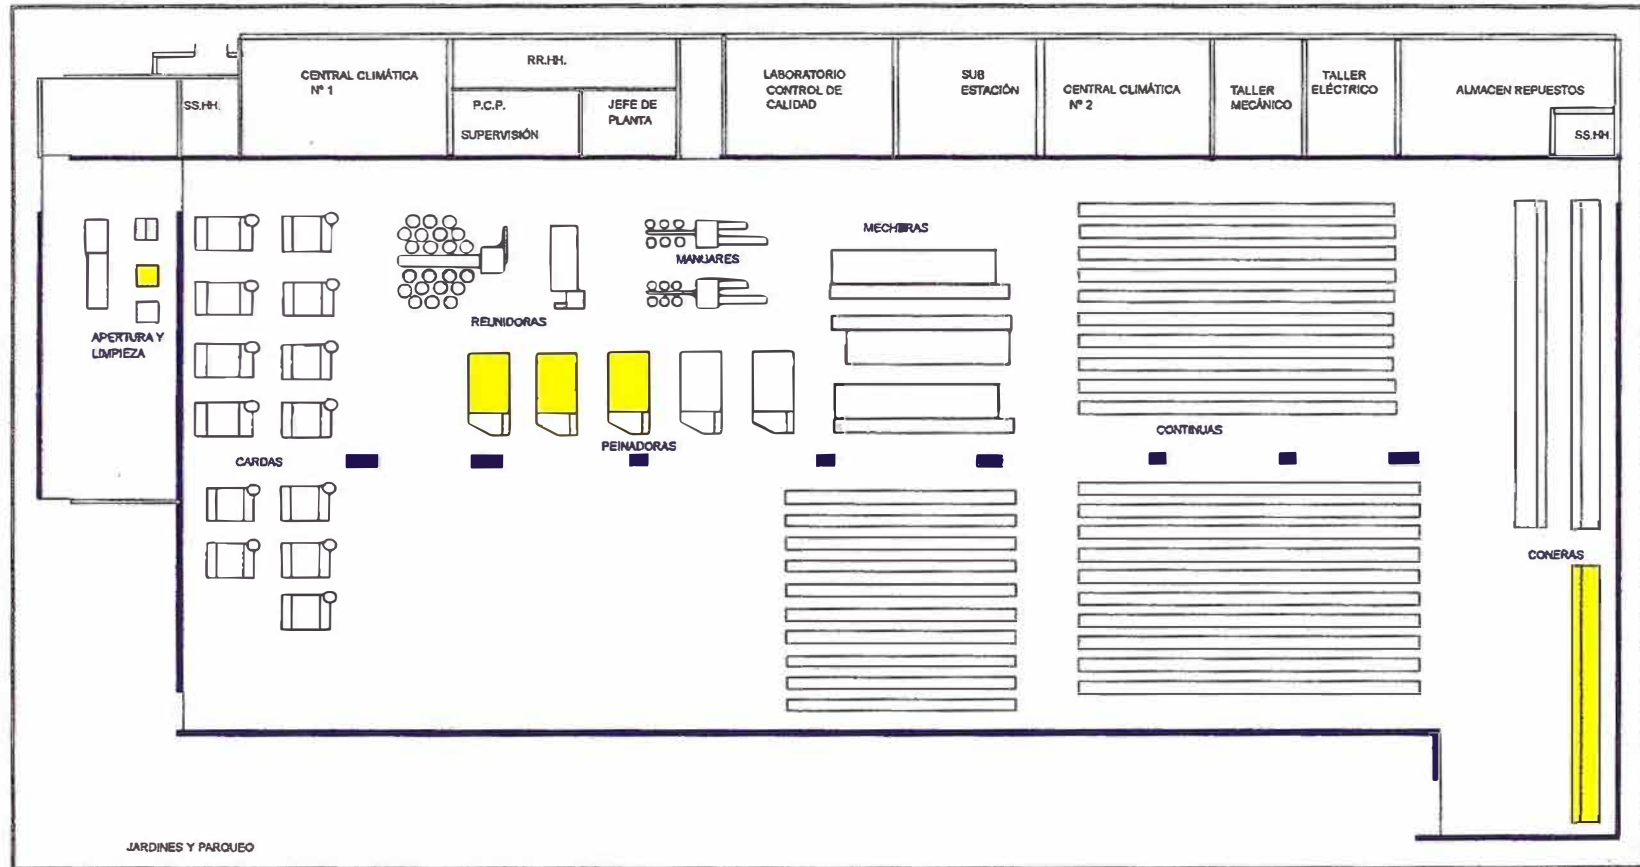 RR.HH.
CENTRAL CLIMÁTICA
Nº 1
LABORATORIO
CONTROL DE
CALIDAD
SUB
ESTACIÓN
CENTRAL CLIMÁTICA
Nº 2
TALLER
MECÁNICO
TALLER
ELÉCTRICO
ALMACEN REPUESTOS
SS.HH.
P.C.P.
SUPERVISIÓN
JEFE DE
PLANTA
SS.HH.
MECHERAS
MANUARES
REUNIDORAS
APERTURA Y
LIMPIEZA
CONTINUAS
PEINADORAS
CARDAS
CONERAS
JARDINES Y PARQUEO